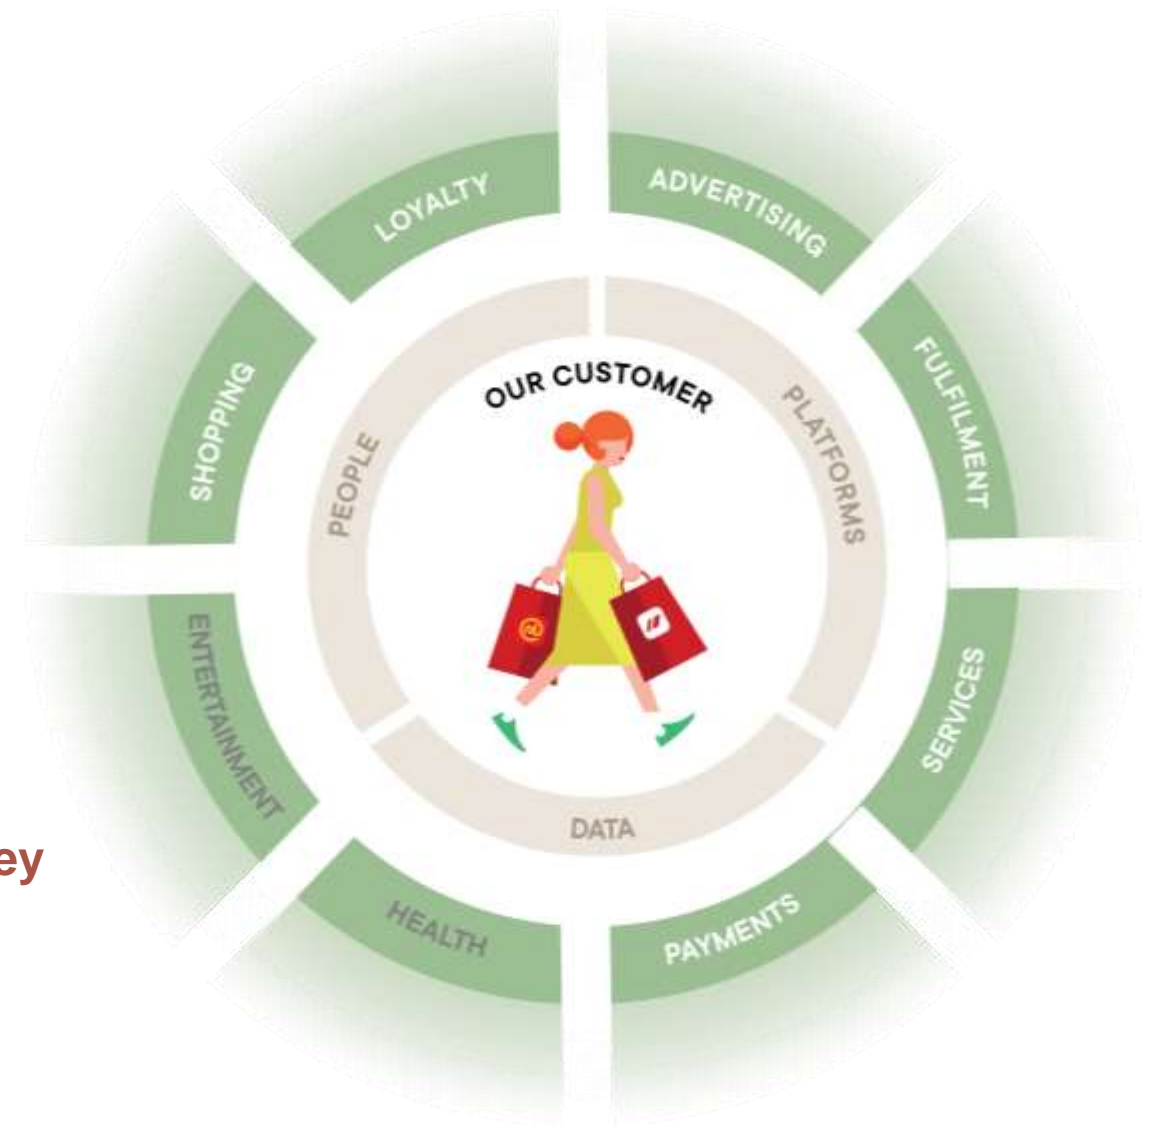 LOYALTY
ADVERTISING
FULFILMENT
SERVICES
PAYMENTS
HEALTH
ENTERTAINMENT
SHOPPING
PEOPLE
PLATFORMS
DATA
OUR CUSTOMER
ey